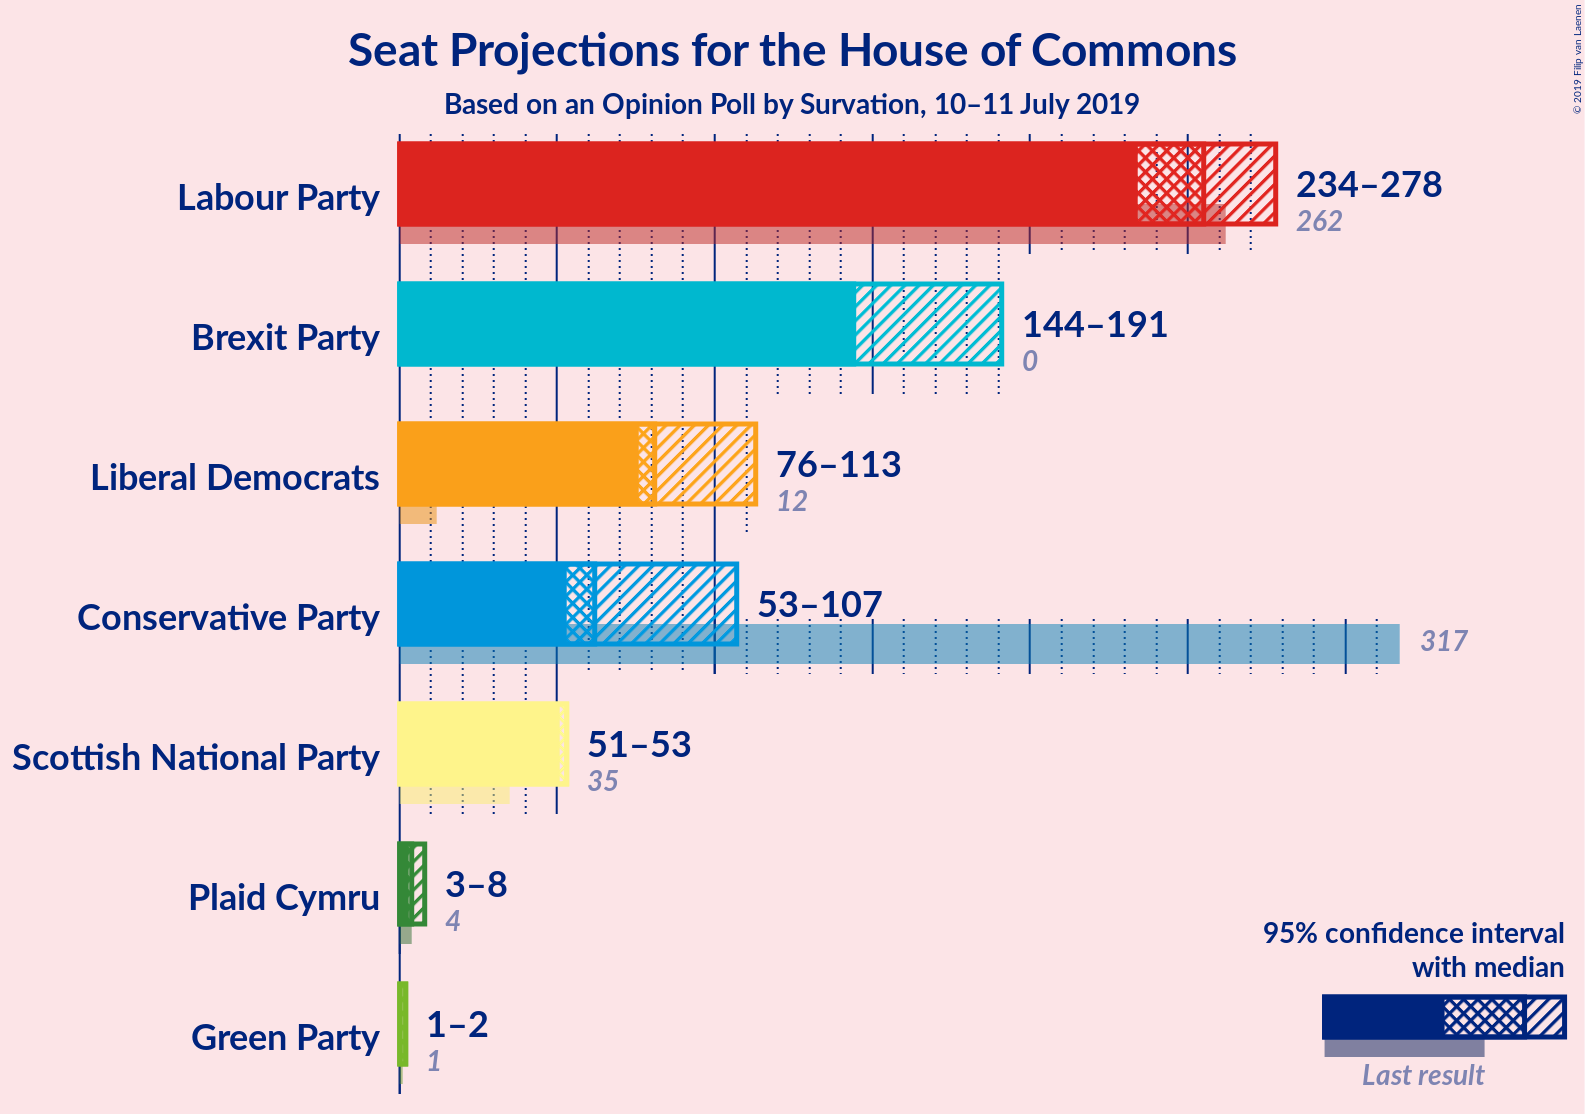 Seat Projections for the House of Commons
Based on an Opinion Poll by Survation, 10–11 July 2019
© 2019 Filip van Laenen
Labour Party
234–278
262
Brexit Party
144–191
0
Liberal Democrats
76–113
12
Conservative Party
53–107
317
Scottish National Party
51–53
35
Plaid Cymru
3–8
4
Green Party
1–2
1
95% confidence interval
with median
Last result